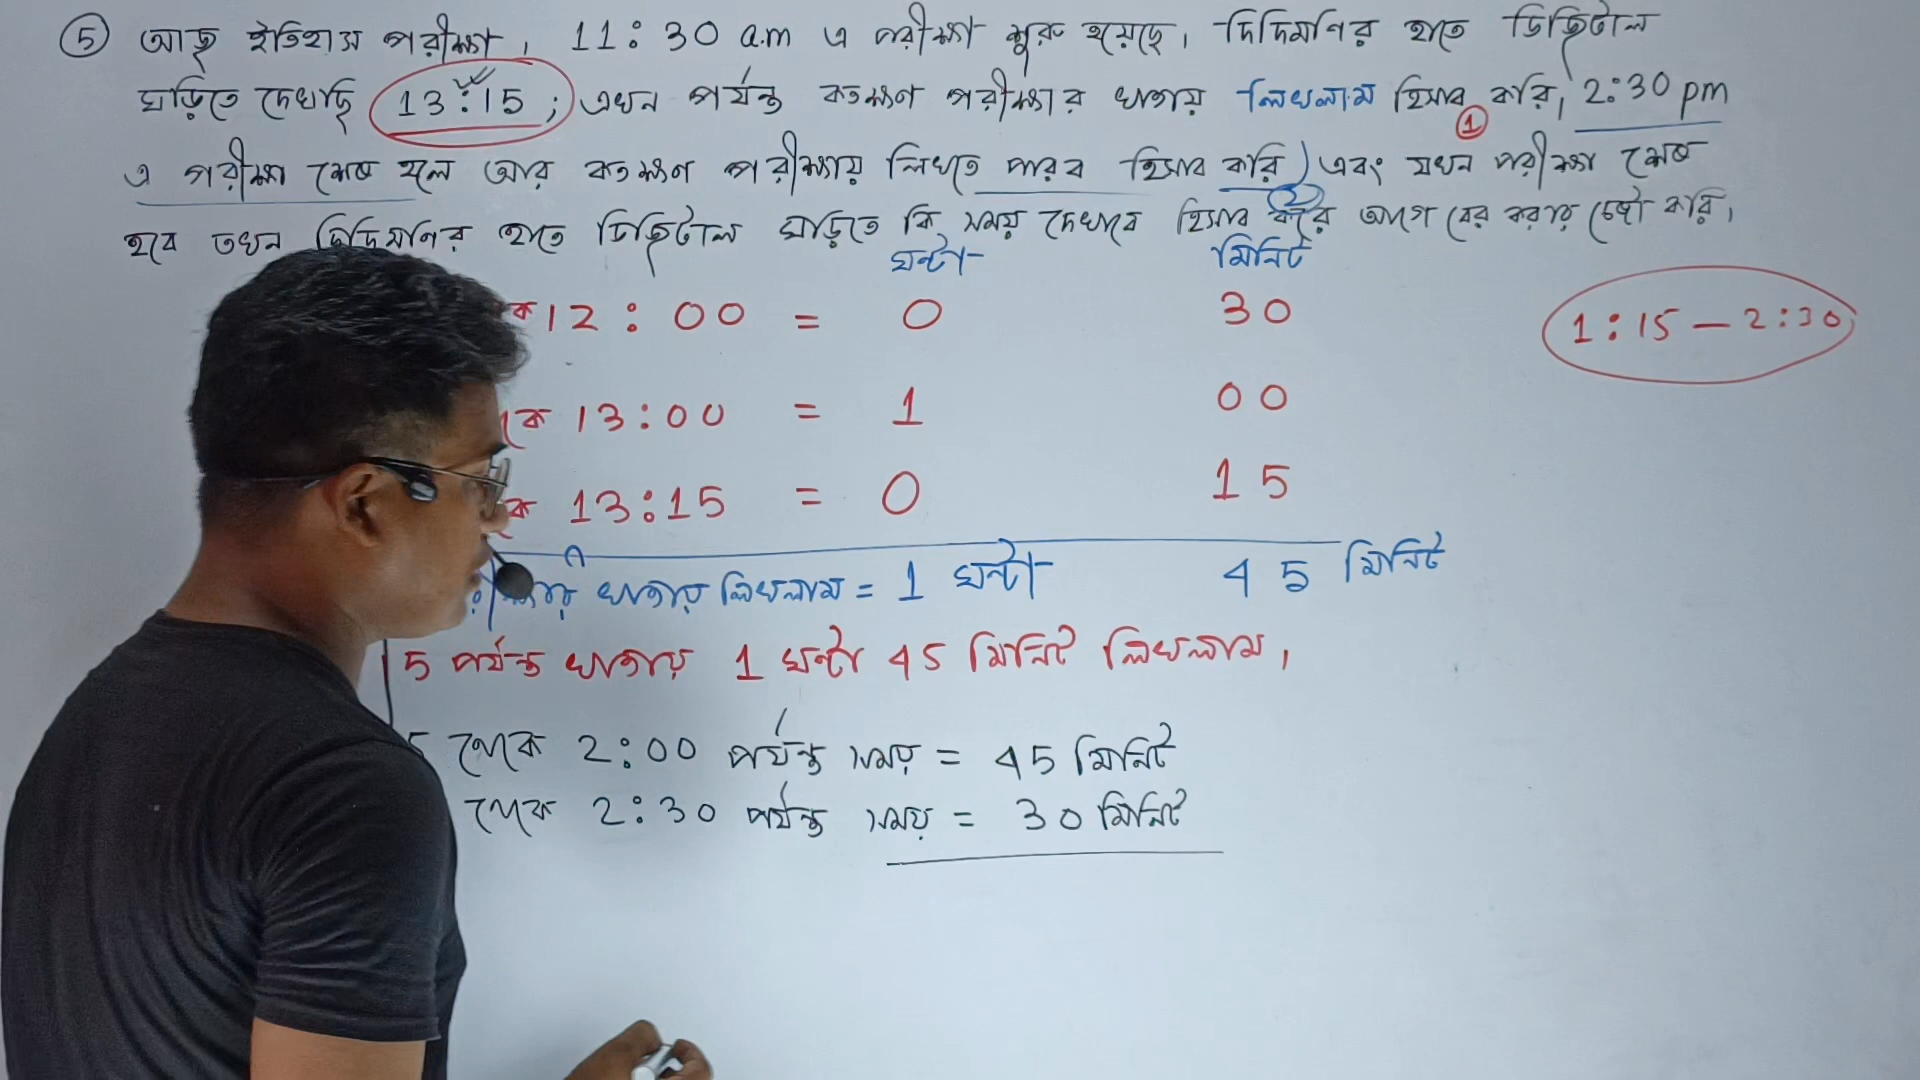 ⑤ আজ ইতিহাস পরীক্ষা, 11:30 a.m এ পরীক্ষা শুরু হয়েছে। দিদিমণির হাতে ডিজিটাল
ঘড়িতে দেখছি 13:15 ; এখন পর্যন্ত কতক্ষণ পরীক্ষার খাতায় লিখলাম হিসাব করি, 2:30 pm
①
এ পরীক্ষা শেষ হলে আর কতক্ষণ পরীক্ষায় লিখতে পারব হিসাব করি) এবং যখন পরীক্ষা শেষ
②
হবে তখন দিদিমণির হাতে ডিজিটাল ঘড়িতে কি সময় দেখাবে হিসাব করে আগে বের করার চেষ্টা করি।
ঘন্টা মিনিট
12:00 = 0 30
1:15 — 2:30
কে 13:00 = 1 00
13:15 = 0 15
খাতায় লিখলাম = 1 ঘন্টা 45 মিনিট
5 পর্যন্ত খাতায় 1 ঘন্টা 45 মিনিট লিখলাম।
5 থেকে 2:00 পর্যন্ত সময় = 45 মিনিট
থেকে 2:30 পর্যন্ত সময় = 30 মিনিট